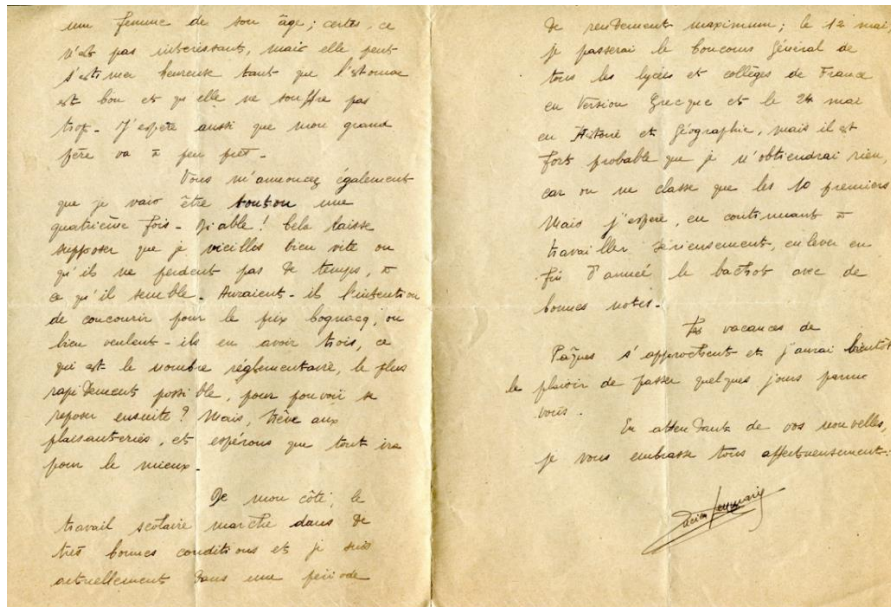 une femme de son âge ; certes, ce
n'est pas intéressant, mais elle peut
s'estimer heureuse tant que l'estomac
est bon et qu'elle ne souffre pas
trop - J'espère aussi que mon grand
père va à peu prêt -
Vous m'annoncez également
que je vais être tonton une
quatrième fois - Diable ! Cela laisse
supposer que je vieilles bien vite ou
qu'ils ne perdent pas de temps, à
ce qu'il semble - Auraient-ils l'intention
de concourir pour le prix Cognacq, ou
bien veulent-ils en avoir trois, ce
qui est le nombre réglementaire, le plus
rapidement possible, pour pouvoir se
reposer ensuite ? Mais, trève aux
plaisanteries, et espérons que tout ira
pour le mieux -
De mon côté, le
travail scolaire marche dans de
très bonnes conditions et je suis
actuellement dans une période
de rendement maximum ; le 12 mai,
je passerai le Concours Général de
tous les lycées et collèges de France
en Version Grecque et le 24 mai
en Histoire et Géographie, mais il est
fort probable que je n'obtiendrai rien,
car on ne classe que les 10 premiers
Mais j'espère, en continuant à
travailler sérieusement, enlever en
fin d'année le bachot avec de
bonnes notes.
Les vacances de
Pâques s'approchent et j'aurai bientôt
le plaisir de passer quelques jours parmi
vous.
En attendant de vos nouvelles,
je vous embrasse tous affectueusement.